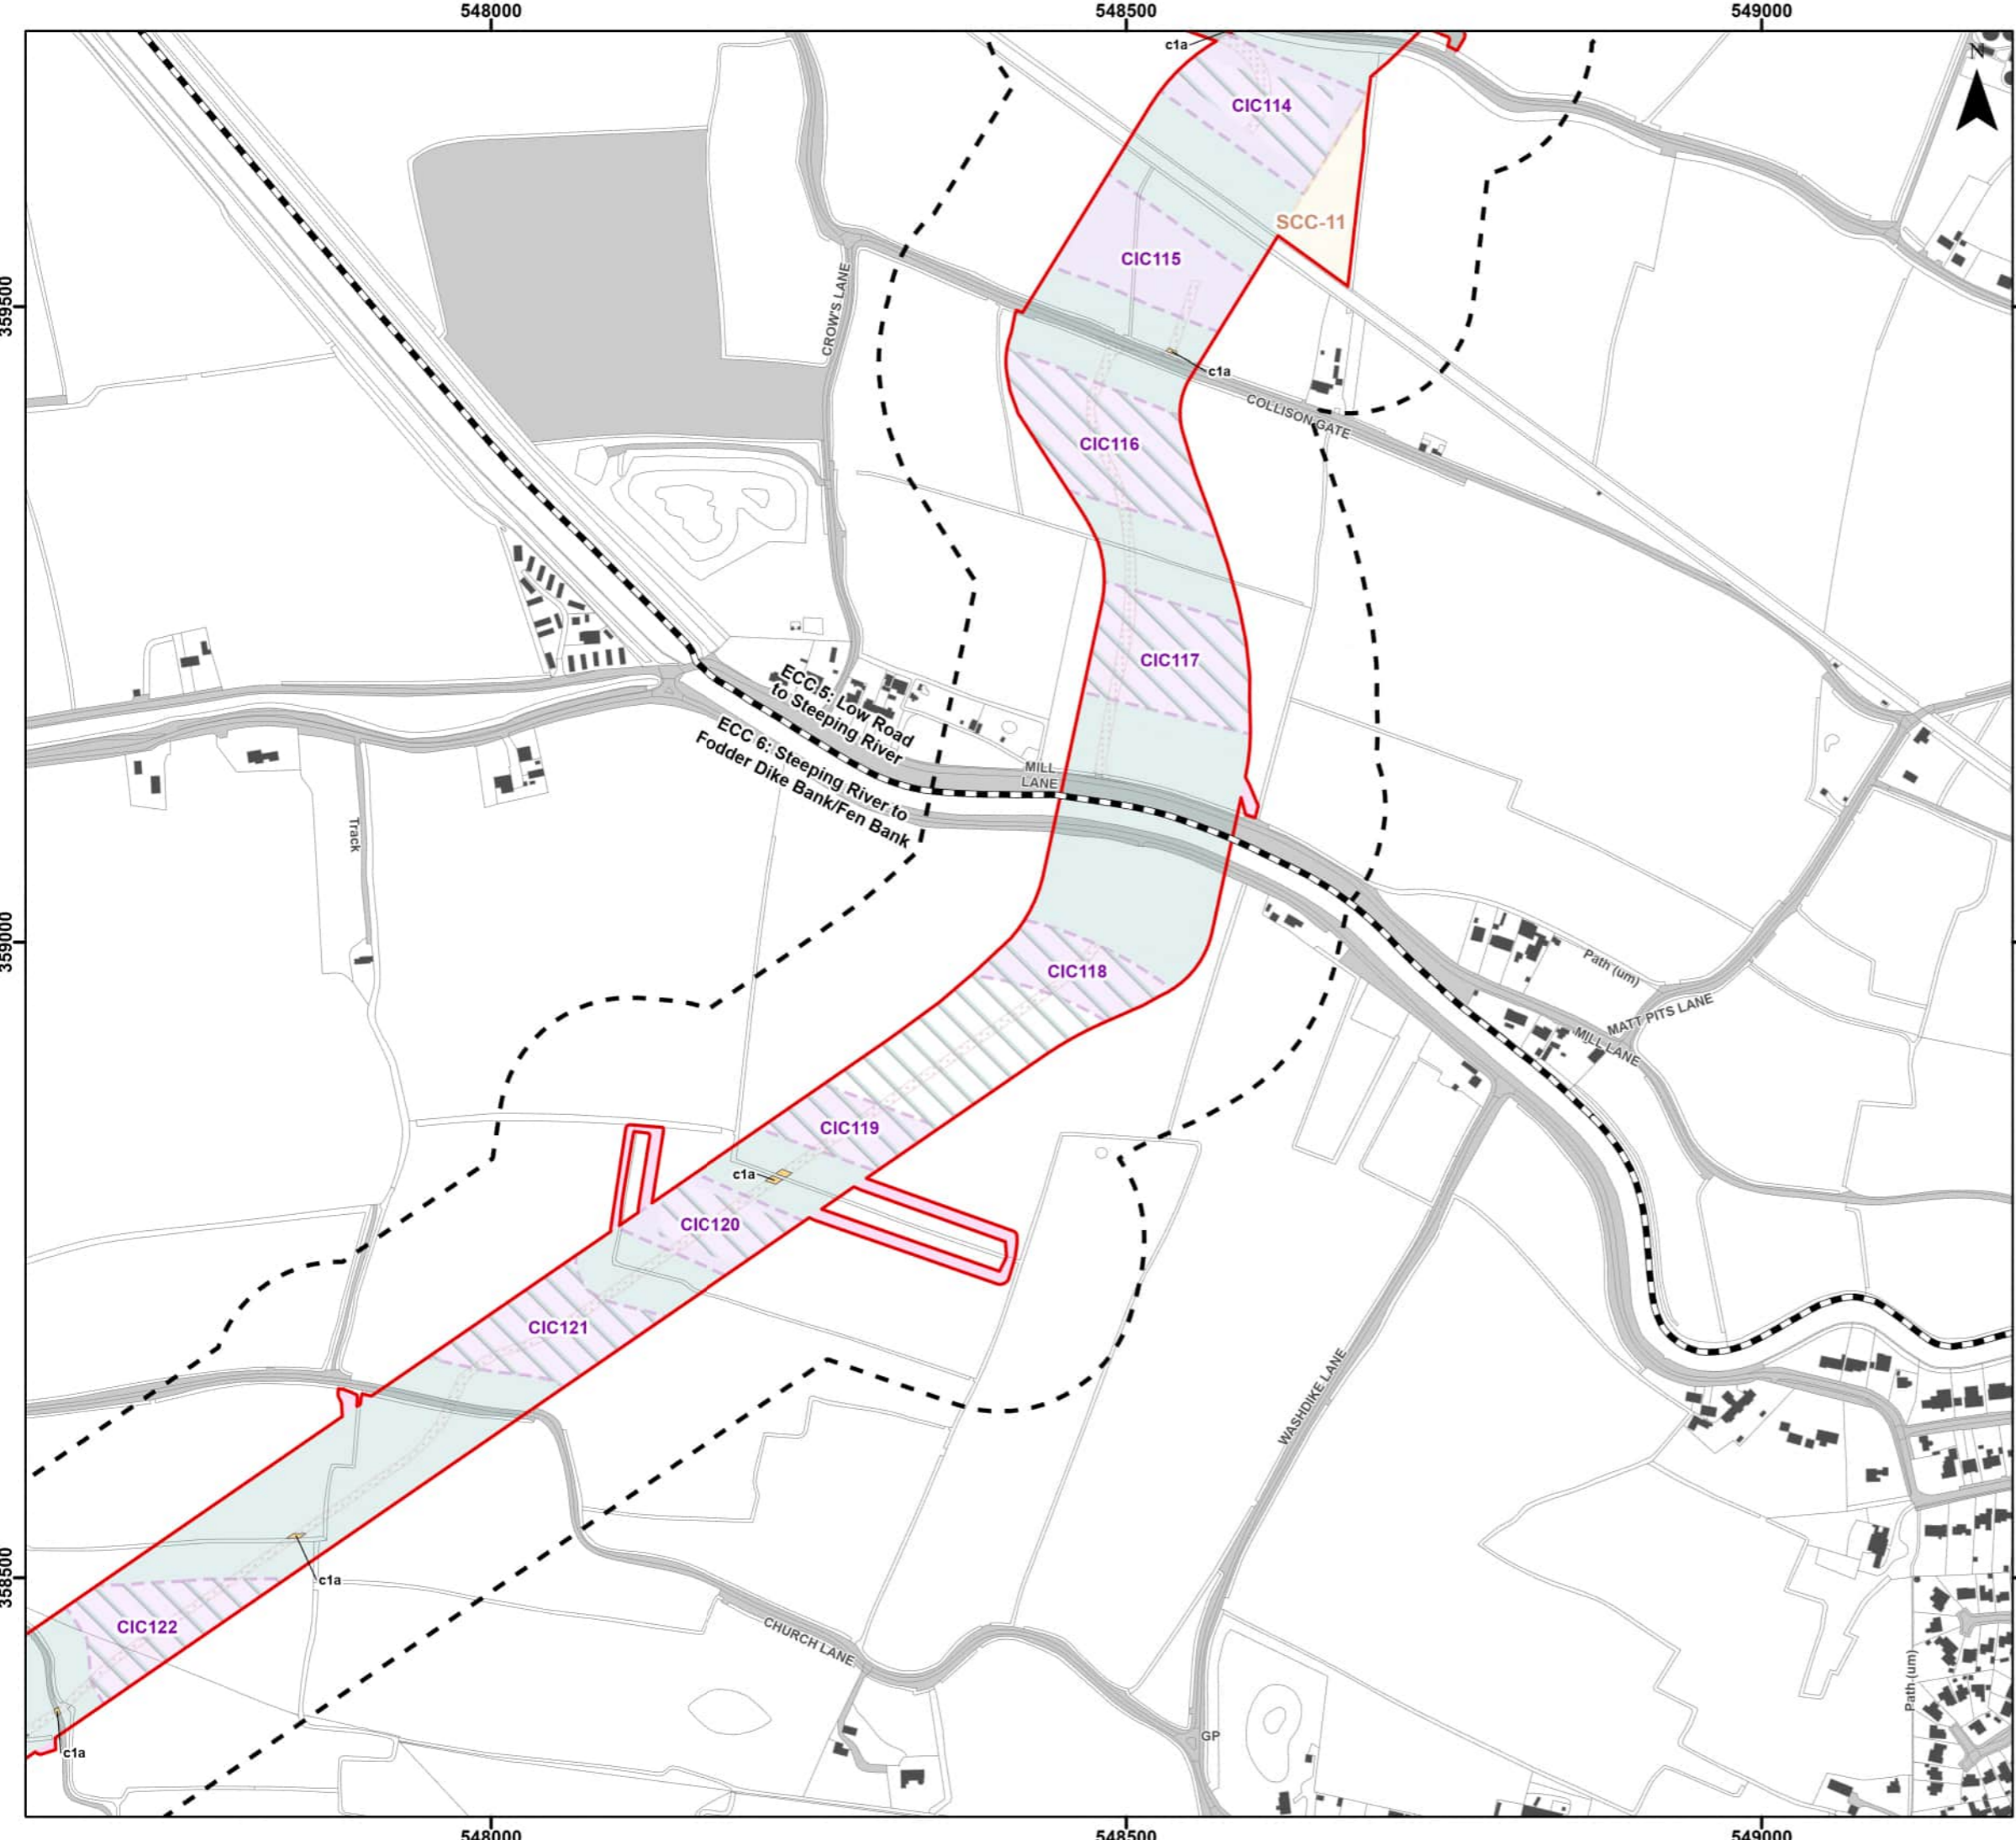 548000
548500
549000
N
c1a
CIC114
SCC-11
CIC115
359500
CROW'S LANE
c1a
COLLISON GATE
CIC116
CIC117
ECC 5: Low Road
to Steeping River
ECC 6: Steeping River to
Fodder Dike Bank/Fen Bank
MILL
LANE
Track
359000
CIC118
Path (um)
MATT PITS LANE
MILL LANE
CIC119
c1a
CIC120
CIC121
WASHDIKE LANE
358500
c1a
CIC122
CHURCH LANE
Path (um)
GP
c1a
548000
548500
549000